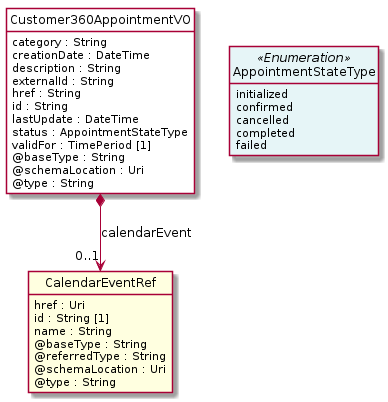 Customer360AppointmentVO
category : String
creationDate : DateTime
description : String
externalId : String
href : String
id : String
lastUpdate : DateTime
status : AppointmentStateType
validFor : TimePeriod [1]
@baseType : String
@schemaLocation : Uri
@type : String
«Enumeration»
AppointmentStateType
initialized
confirmed
cancelled
completed
failed
calendarEvent
0..1
CalendarEventRef
href : Uri
id : String [1]
name : String
@baseType : String
@referredType : String
@schemaLocation : Uri
@type : String